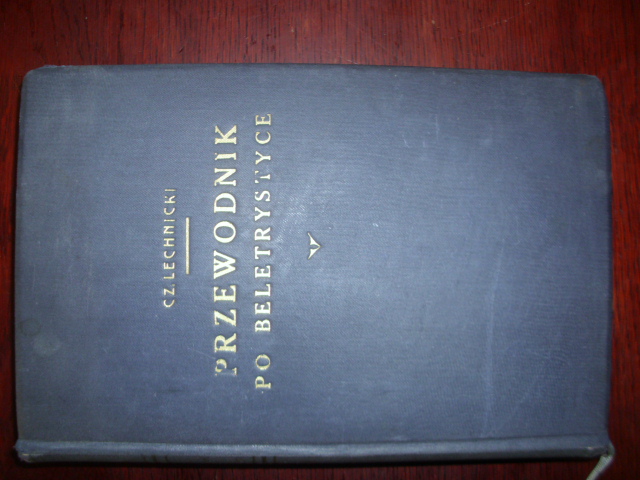 CZ. LECHNICKI
PRZEWODNIK
PO BELETRYSTYCE